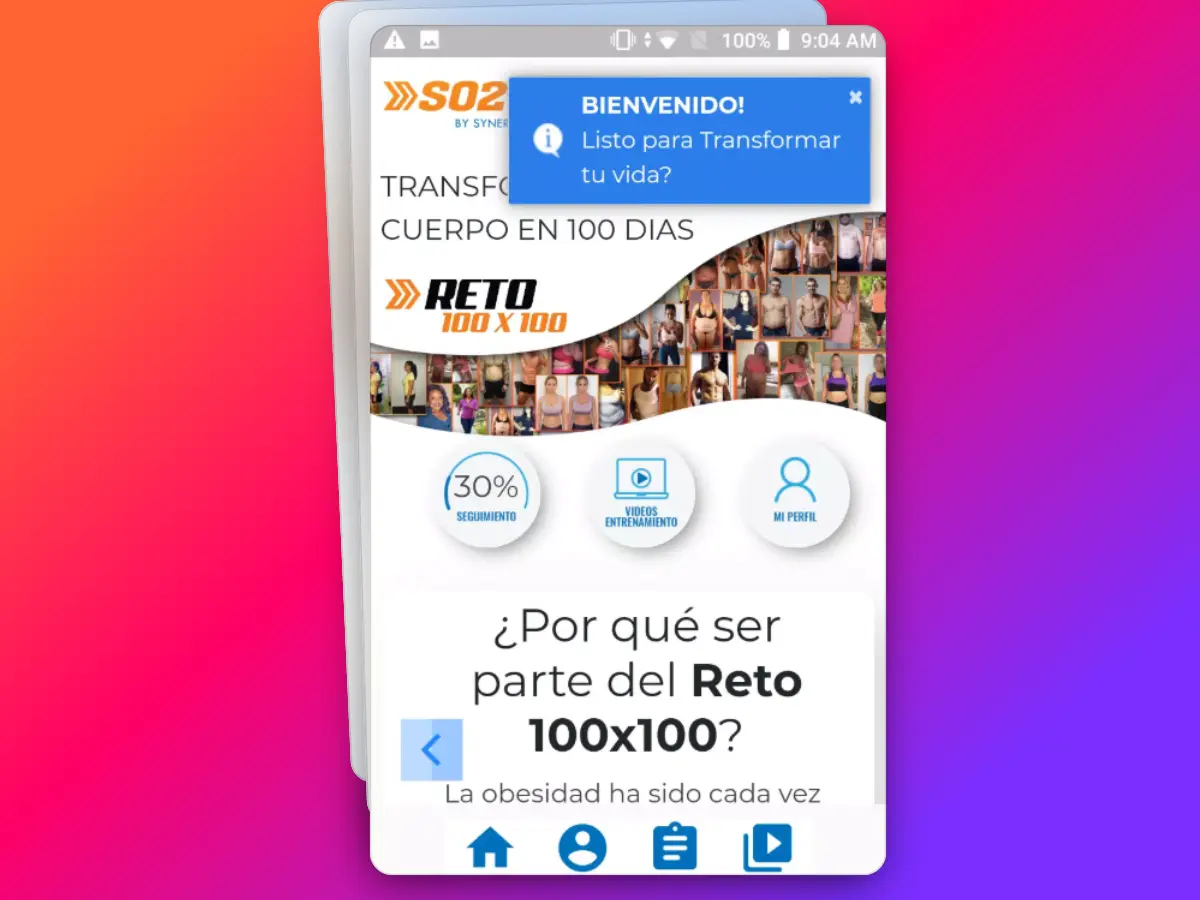 100% 9:04 AM
SO2
BY SYNER
BIENVENIDO!
Listo para Transformar
tu vida?
TRANSFO
CUERPO EN 100 DIAS
RETO
100 X 100
30%
SEGUIMIENTO
VIDEOS
ENTRENAMIENTO
MI PERFIL
¿Por qué ser
parte del Reto
100x100?
La obesidad ha sido cada vez